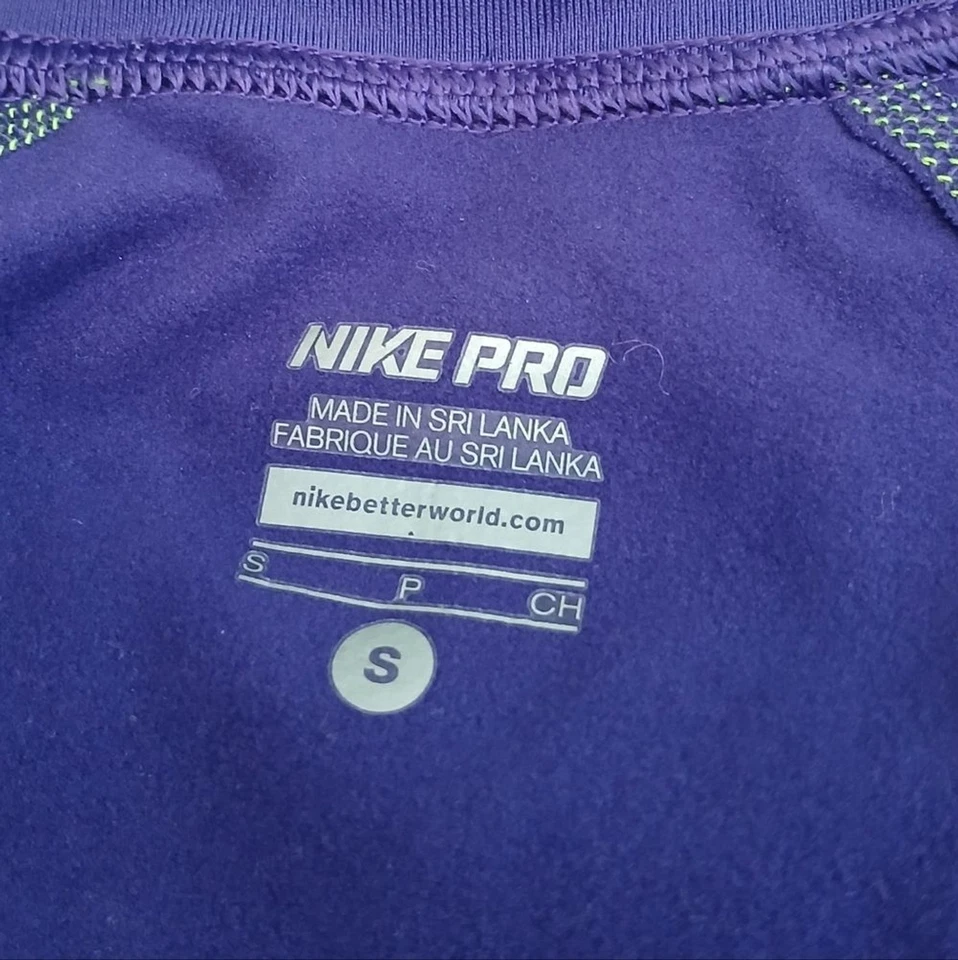 NIKE PRO
MADE IN SRI LANKA
FABRIQUE AU SRI LANKA
nikebetterworld.com
S P CH
S